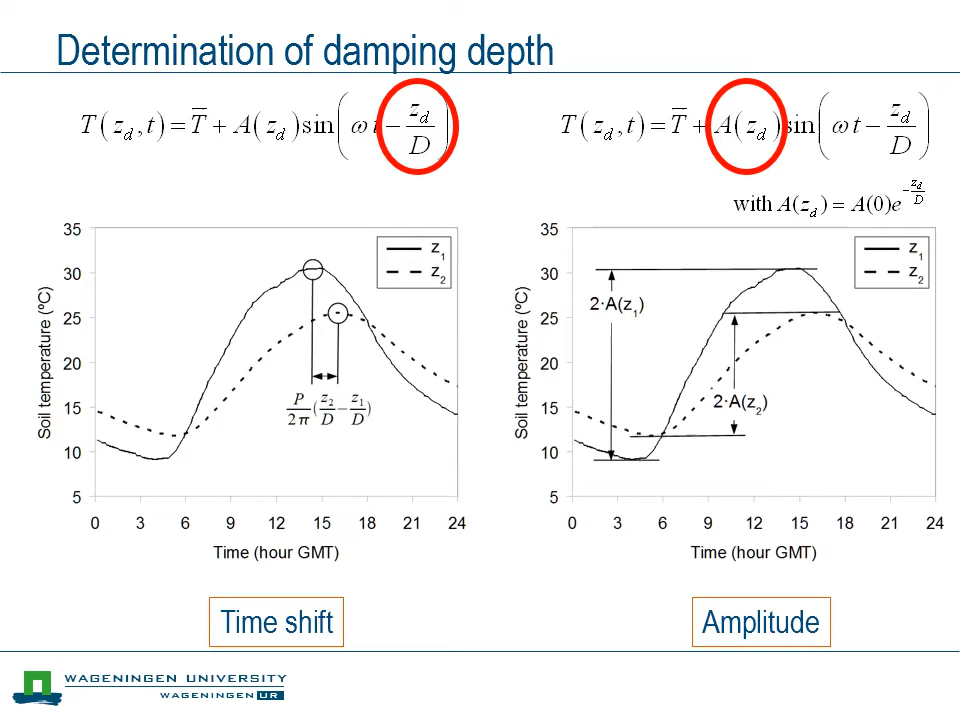 Determination of damping depth
T(z_d, t) = T̅ + A(z_d) sin(ω t − z_d/D)
T(z_d, t) = T̅ + A(z_d) sin(ω t − z_d/D)
with A(z_d) = A(0)e^(−z_d/D)
35
30
25
20
15
10
5
Soil temperature (ºC)
z₁
z₂
P/2π (z₂/D − z₁/D)
0 3 6 9 12 15 18 21 24
Time (hour GMT)
35
30
25
20
15
10
5
Soil temperature (ºC)
z₁
z₂
2·A(z₁)
2·A(z₂)
0 3 6 9 12 15 18 21 24
Time (hour GMT)
Time shift
Amplitude
WAGENINGEN UNIVERSITY
WAGENINGEN UR